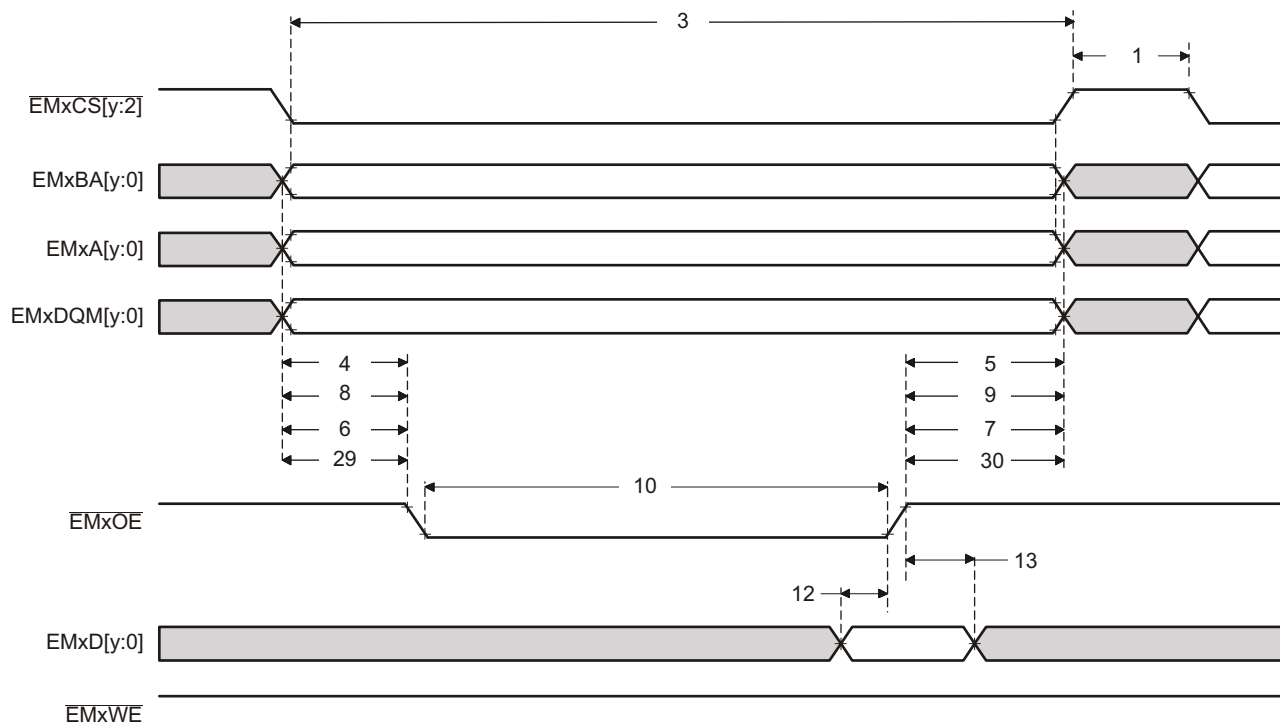 3
1
EMxCS[y:2]
EMxBA[y:0]
EMxA[y:0]
EMxDQM[y:0]
4 5
8 9
6 7
29 30
10
EMxOE
13
12
EMxD[y:0]
EMxWE